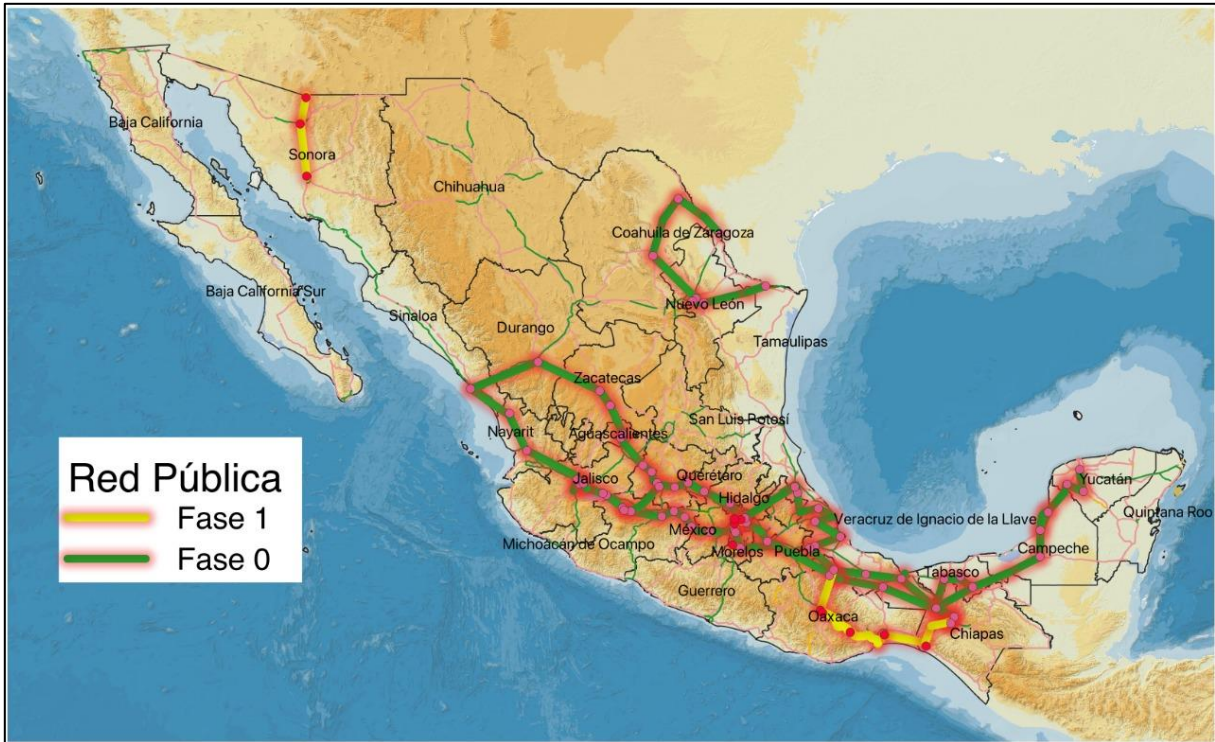 Baja California
Sonora
Chihuahua
Coahuila de Zaragoza
Baja California Sur
Sinaloa
Nuevo León
Durango
Tamaulipas
Zacatecas
San Luis Potosí
Nayarit
Aguascalientes
Red Pública
Fase 1
Fase 0
Jalisco
Querétaro
Hidalgo
Yucatán
Quintana Roo
Veracruz de Ignacio de la Llave
México
Michoacán de Ocampo
Morelos
Puebla
Campeche
Tabasco
Guerrero
Oaxaca
Chiapas